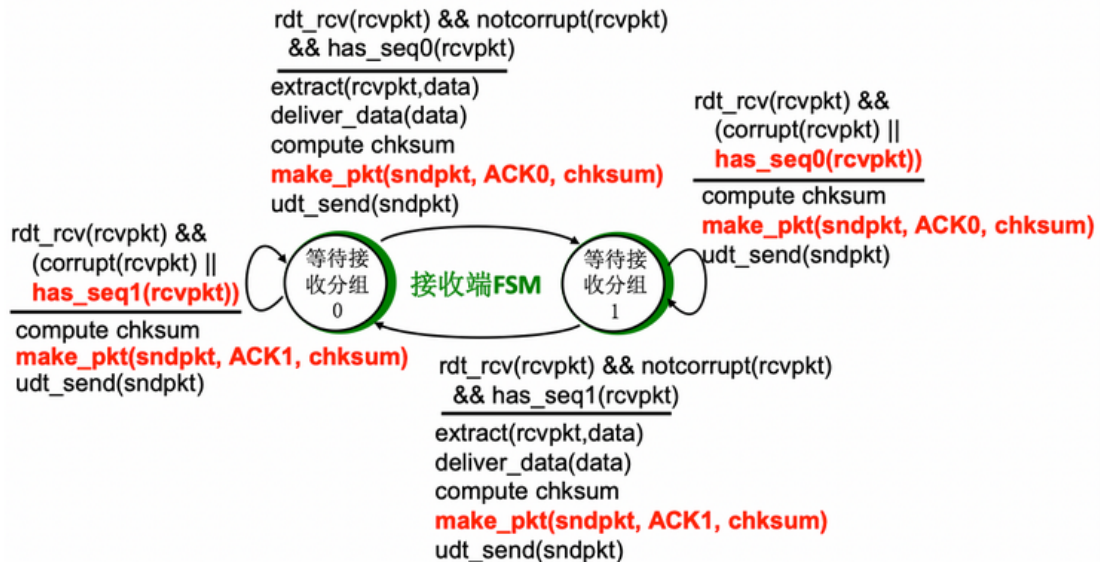 rdt_rcv(rcvpkt) && notcorrupt(rcvpkt)
&& has_seq0(rcvpkt)
extract(rcvpkt,data)
deliver_data(data)
compute chksum
make_pkt(sndpkt, ACK0, chksum)
udt_send(sndpkt)
rdt_rcv(rcvpkt) &&
(corrupt(rcvpkt) ||
has_seq0(rcvpkt))
compute chksum
make_pkt(sndpkt, ACK0, chksum)
udt_send(sndpkt)
rdt_rcv(rcvpkt) &&
(corrupt(rcvpkt) ||
has_seq1(rcvpkt))
compute chksum
make_pkt(sndpkt, ACK1, chksum)
udt_send(sndpkt)
等待接
收分组
0
接收端FSM
等待接
收分组
1
rdt_rcv(rcvpkt) && notcorrupt(rcvpkt)
&& has_seq1(rcvpkt)
extract(rcvpkt,data)
deliver_data(data)
compute chksum
make_pkt(sndpkt, ACK1, chksum)
udt_send(sndpkt)